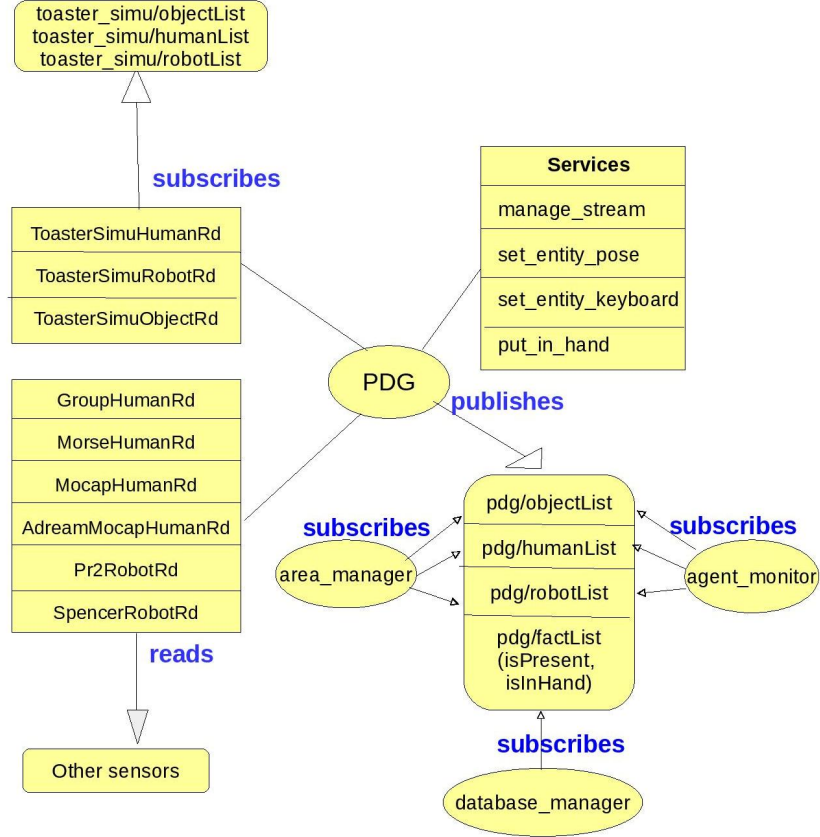 toaster_simu/objectList
toaster_simu/humanList
toaster_simu/robotList
subscribes
ToasterSimuHumanRd
ToasterSimuRobotRd
ToasterSimuObjectRd
Services
manage_stream
set_entity_pose
set_entity_keyboard
put_in_hand
PDG
publishes
GroupHumanRd
MorseHumanRd
MocapHumanRd
AdreamMocapHumanRd
Pr2RobotRd
SpencerRobotRd
reads
Other sensors
pdg/objectList
pdg/humanList
pdg/robotList
pdg/factList
(isPresent,
isInHand)
subscribes
area_manager
subscribes
agent_monitor
subscribes
database_manager